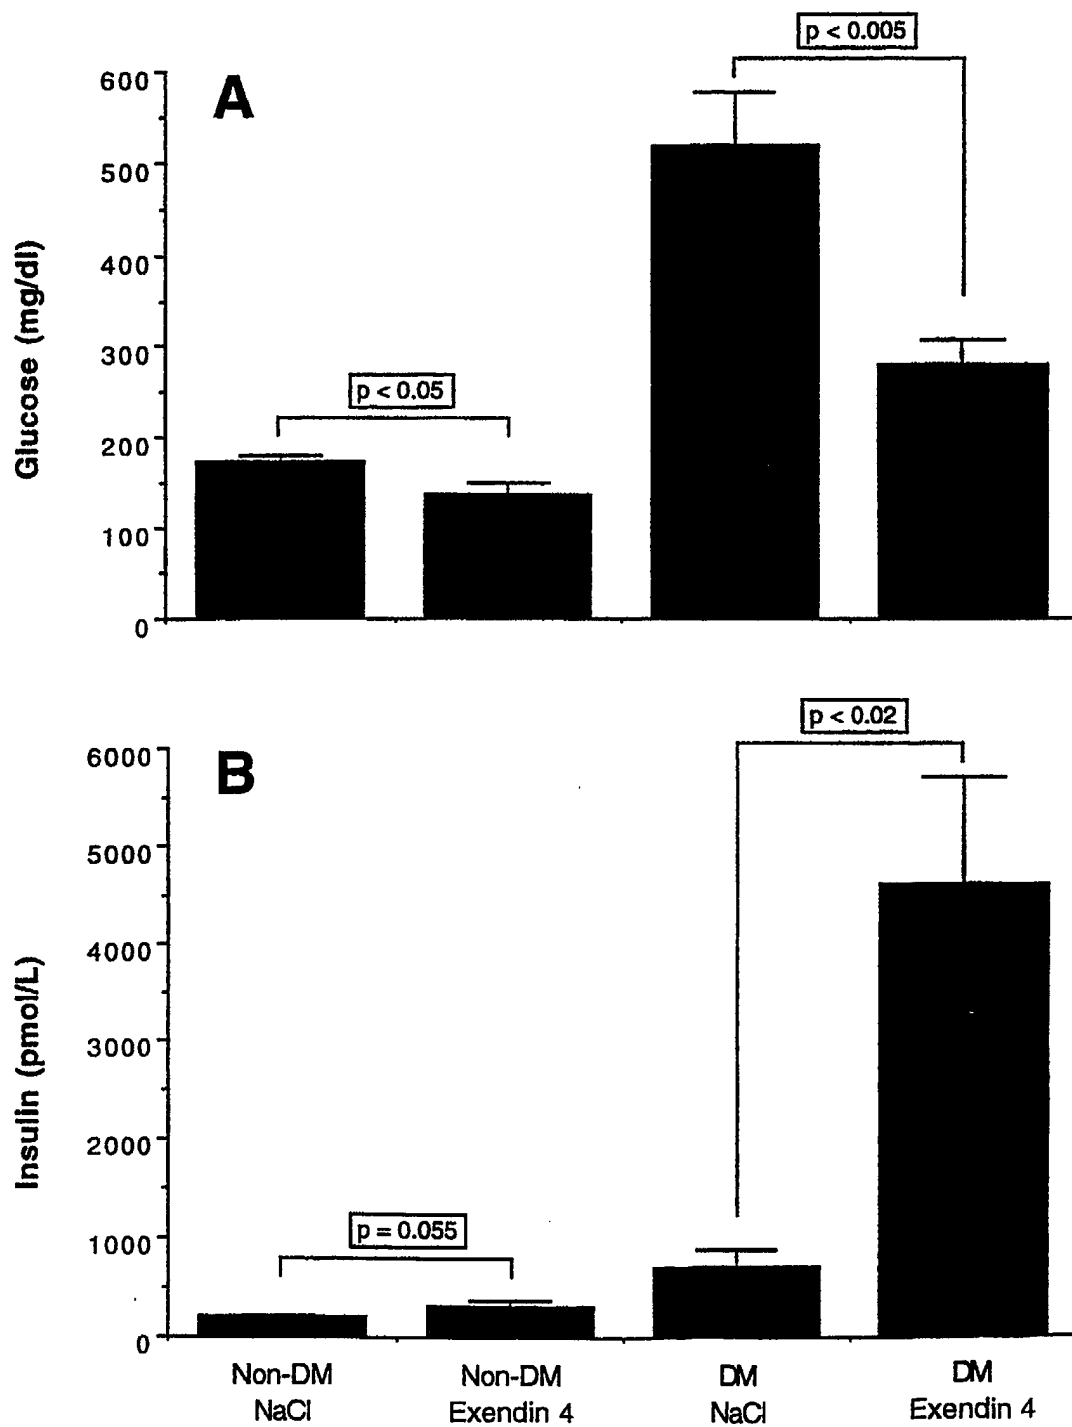 p < 0.005
A
600
500
400
300
200
100
0
Glucose (mg/dl)
p < 0.05
p < 0.02
B
6000
5000
4000
3000
2000
1000
0
Insulin (pmol/L)
p = 0.055
Non-DM
NaCl
Non-DM
Exendin 4
DM
NaCl
DM
Exendin 4